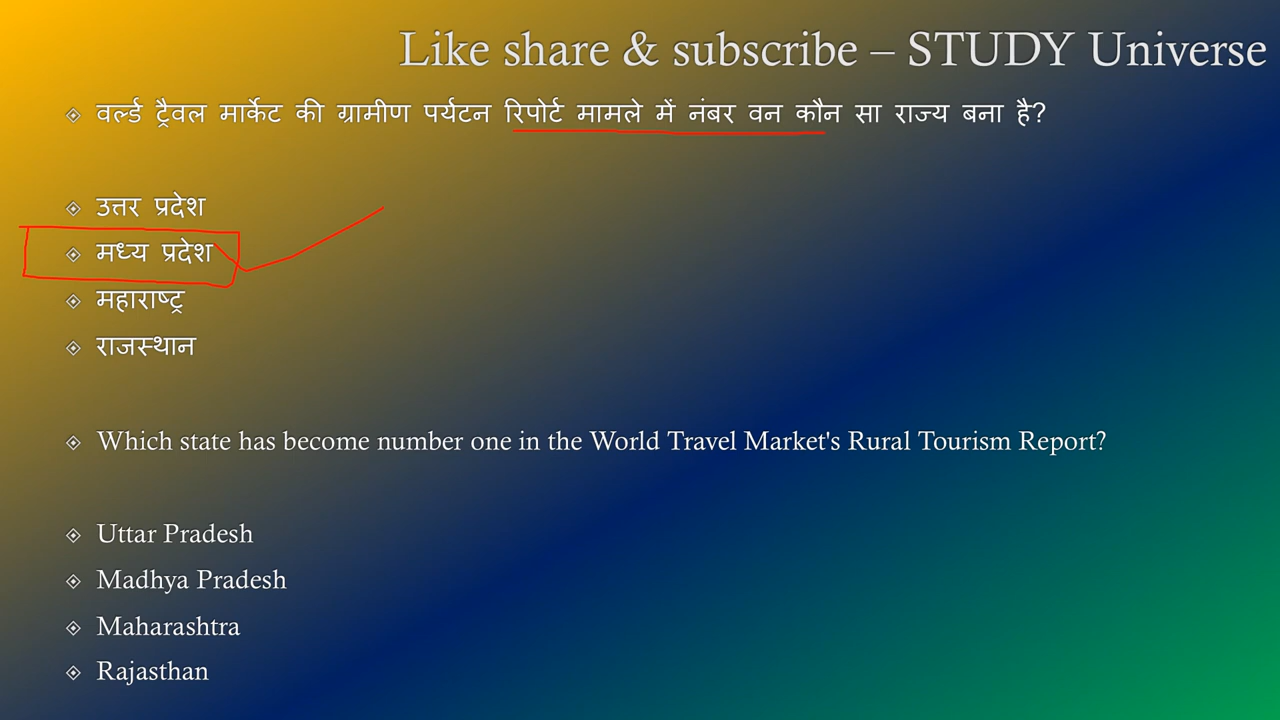 Like share & subscribe – STUDY Universe
वर्ल्ड ट्रैवल मार्केट की ग्रामीण पर्यटन रिपोर्ट मामले में नंबर वन कौन सा राज्य बना है?
उत्तर प्रदेश
मध्य प्रदेश
महाराष्ट्र
राजस्थान
Which state has become number one in the World Travel Market's Rural Tourism Report?
Uttar Pradesh
Madhya Pradesh
Maharashtra
Rajasthan